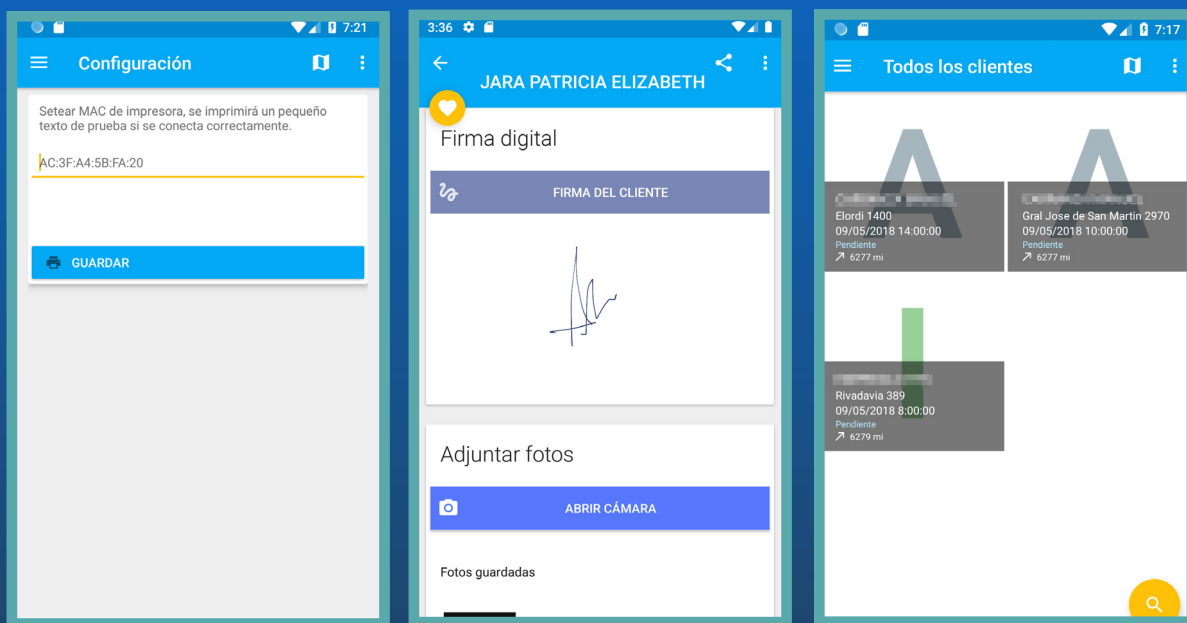 7:21
Configuración
Setear MAC de impresora, se imprimirá un pequeño
texto de prueba si se conecta correctamente.
AC:3F:A4:5B:FA:20
GUARDAR
3:36
JARA PATRICIA ELIZABETH
Firma digital
FIRMA DEL CLIENTE
Adjuntar fotos
ABRIR CÁMARA
Fotos guardadas
7:17
Todos los clientes
A
Elordi 1400
09/05/2018 14:00:00
Pendiente
6277 mi
A
Gral Jose de San Martin 2970
09/05/2018 10:00:00
Pendiente
6277 mi
I
Rivadavia 389
09/05/2018 8:00:00
Pendiente
6279 mi